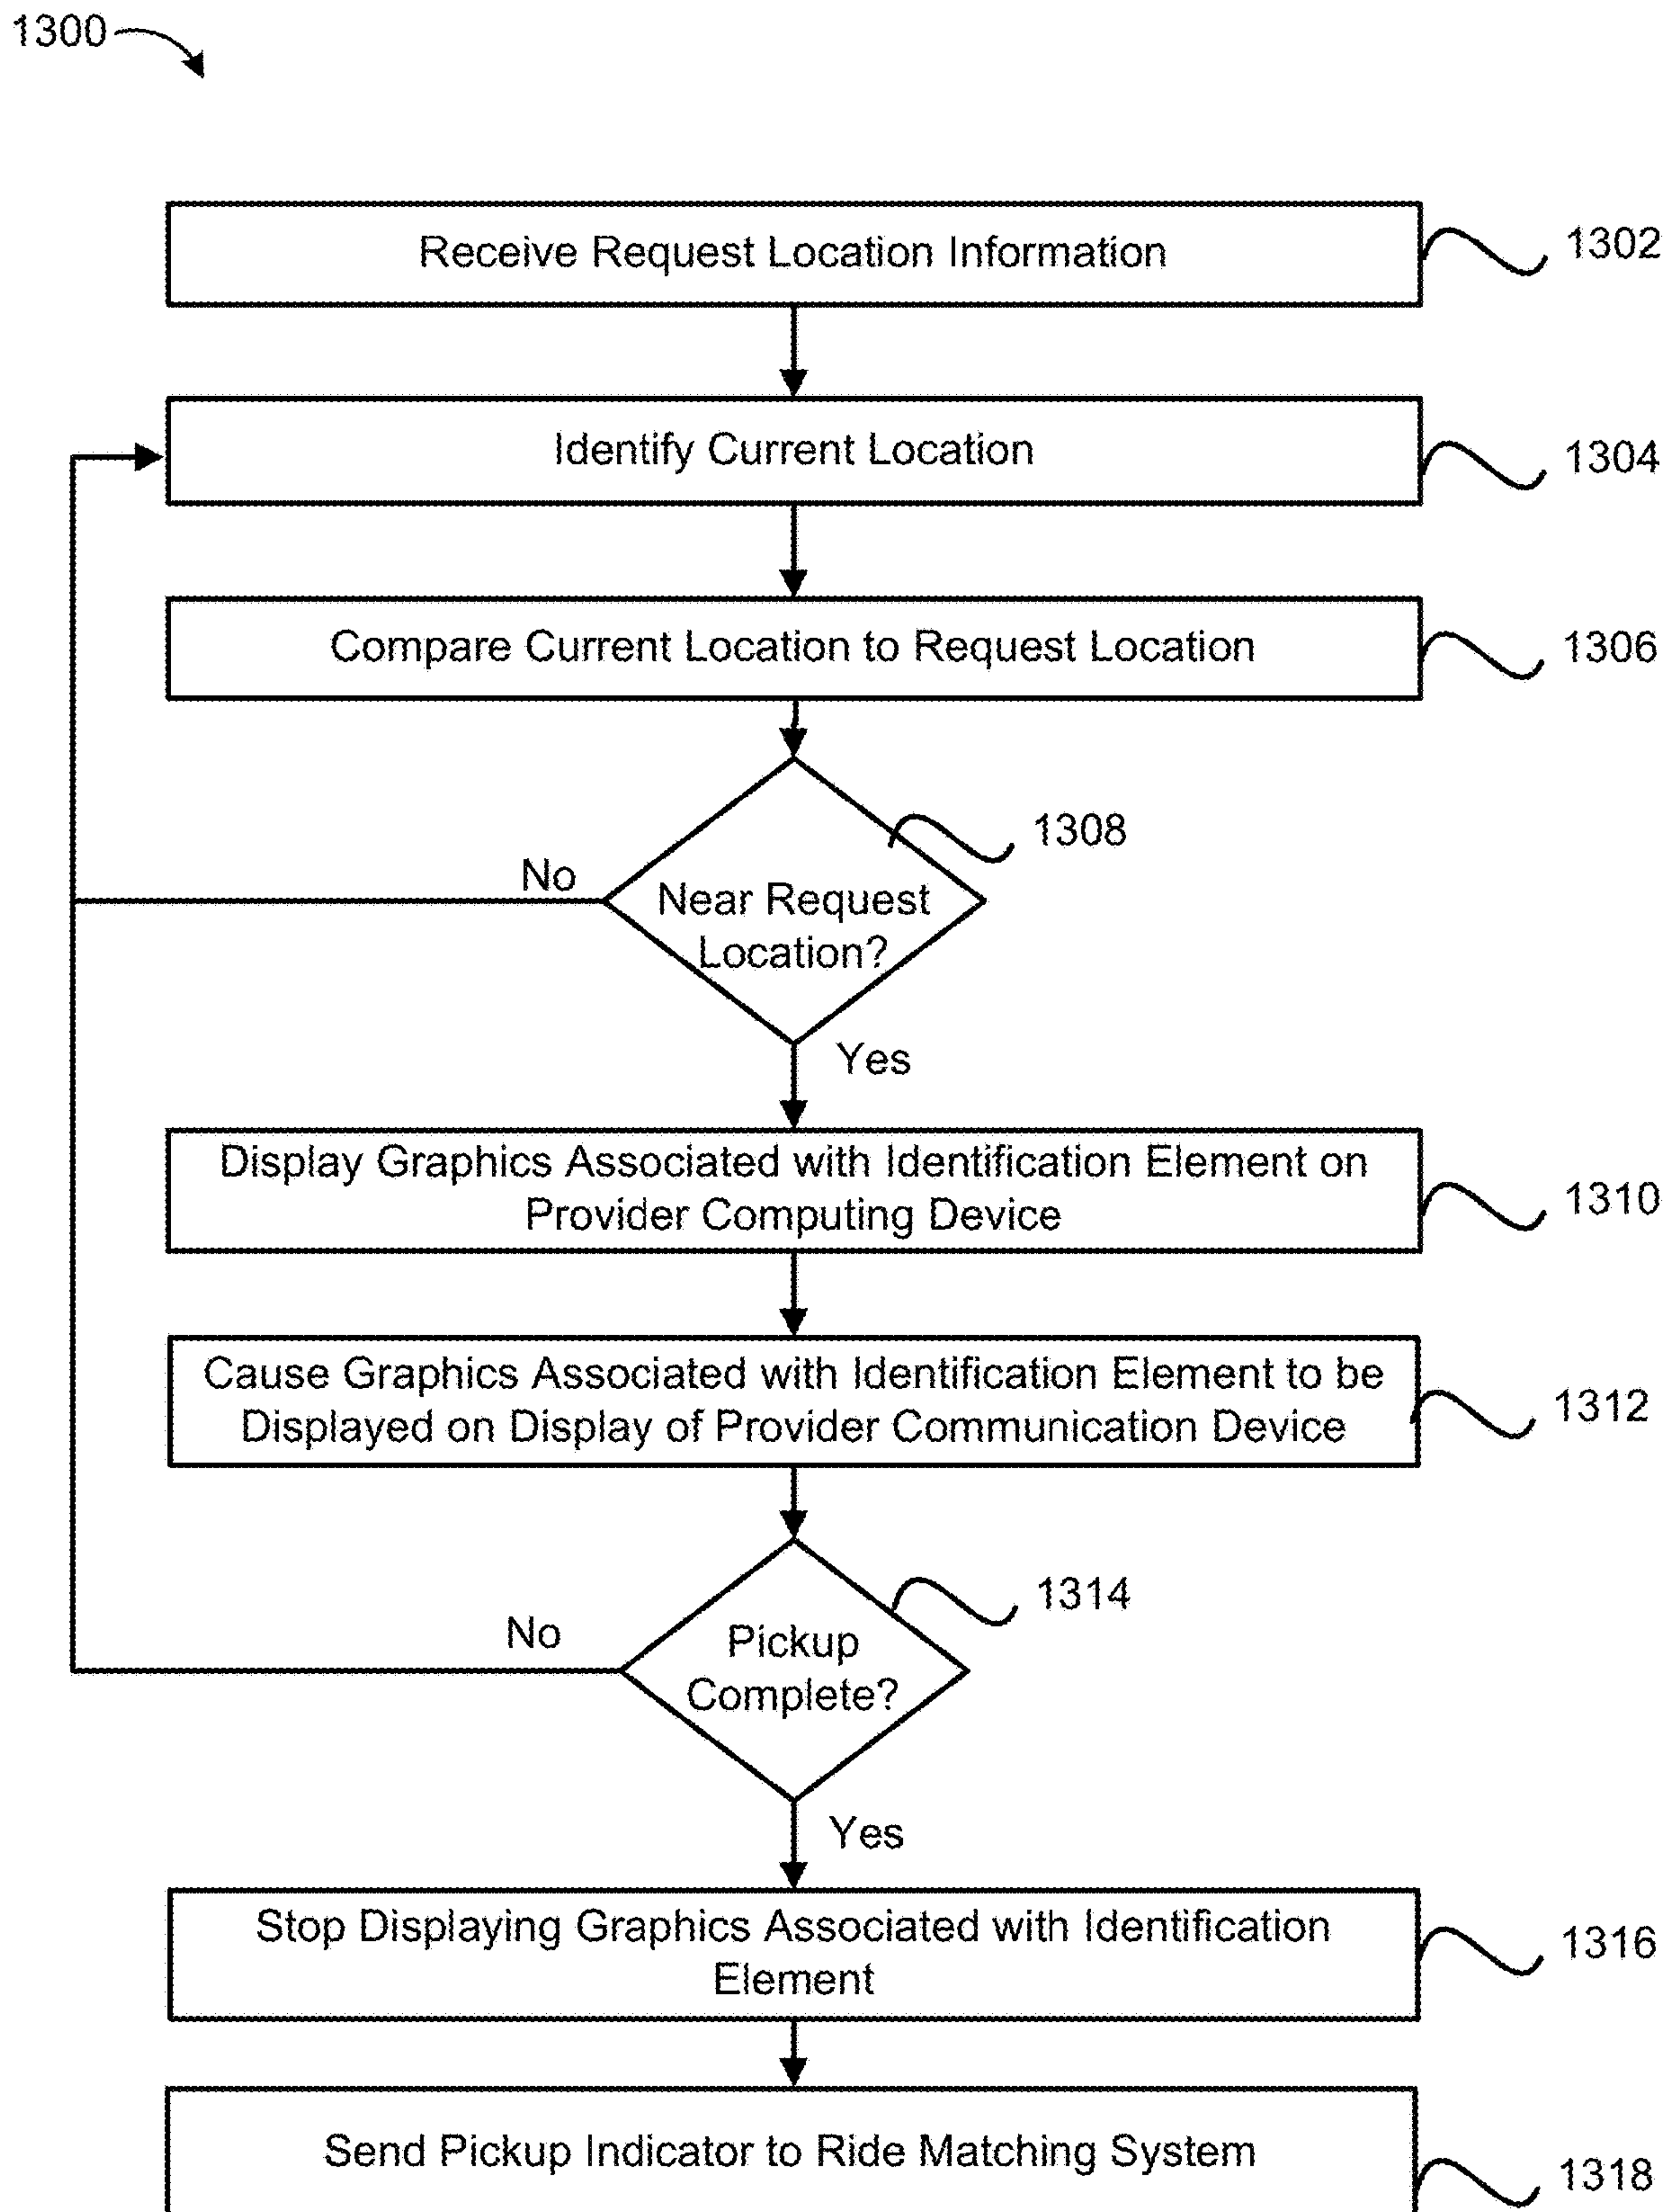 1300
Receive Request Location Information
1302
Identify Current Location
1304
Compare Current Location to Request Location
1306
1308
No
Near Request
Location?
Yes
Display Graphics Associated with Identification Element on
Provider Computing Device
1310
Cause Graphics Associated with Identification Element to be
Displayed on Display of Provider Communication Device
1312
1314
No
Pickup
Complete?
Yes
Stop Displaying Graphics Associated with Identification
Element
1316
Send Pickup Indicator to Ride Matching System
1318